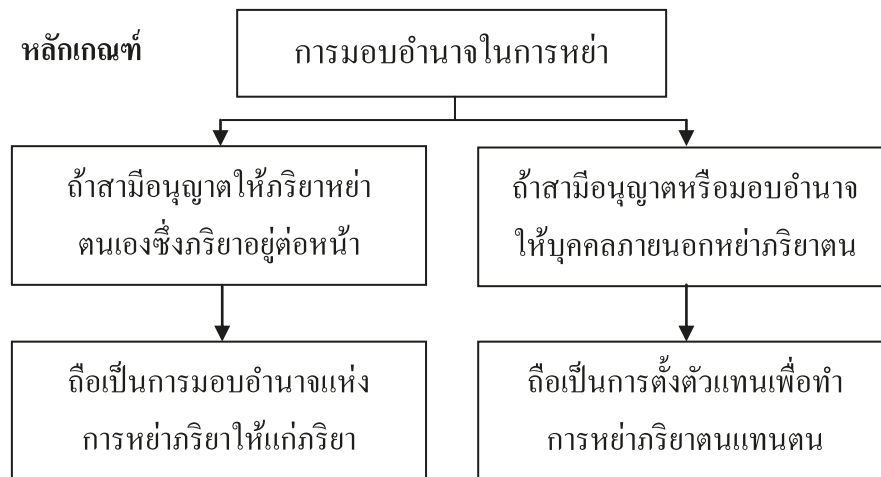 หลักเกณฑ์
การมอบอำนาจในการหย่า
ถ้าสามีอนุญาตให้ภริยาหย่า
ตนเองซึ่งภริยาอยู่ต่อหน้า
ถ้าสามีอนุญาตหรือมอบอำนาจ
ให้บุคคลภายนอกหย่าภริยาตน
ถือเป็นการมอบอำนาจแห่ง
การหย่าภริยาให้แก่ภริยา
ถือเป็นการตั้งตัวแทนเพื่อทำ
การหย่าภริยาตนแทนตน